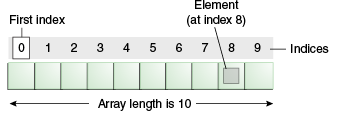 Element
First index
(at index 8)
0 1 2 3 4 5 6 7 8 9
Indices
Array length is 10